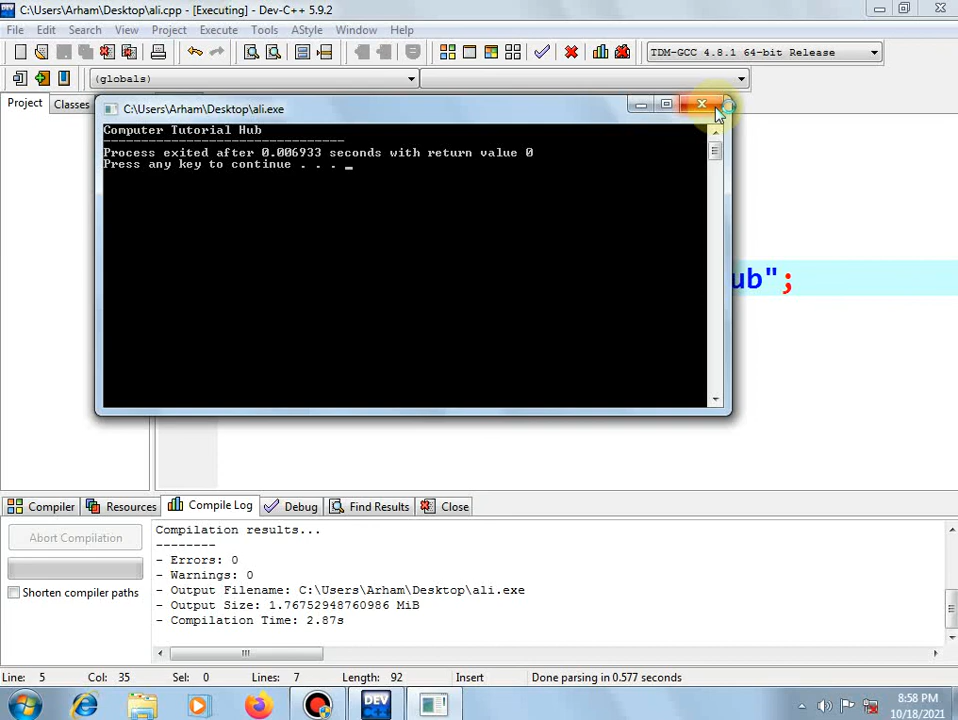 C:\Users\Arham\Desktop\ali.cpp - [Executing] - Dev-C++ 5.9.2
File Edit Search View Project Execute Tools AStyle Window Help
TDM-GCC 4.8.1 64-bit Release
(globals)
Project Classes
C:\Users\Arham\Desktop\ali.exe
Computer Tutorial Hub
--------------------------------
Process exited after 0.006933 seconds with return value 0
Press any key to continue . . . _
ub";
Compiler Resources Compile Log Debug Find Results Close
Abort Compilation
Shorten compiler paths
Compilation results...
--------
- Errors: 0
- Warnings: 0
- Output Filename: C:\Users\Arham\Desktop\ali.exe
- Output Size: 1.76752948760986 MiB
- Compilation Time: 2.87s
Line: 5 Col: 35 Sel: 0 Lines: 7 Length: 92 Insert Done parsing in 0.577 seconds
DEV
8:58 PM
10/18/2021